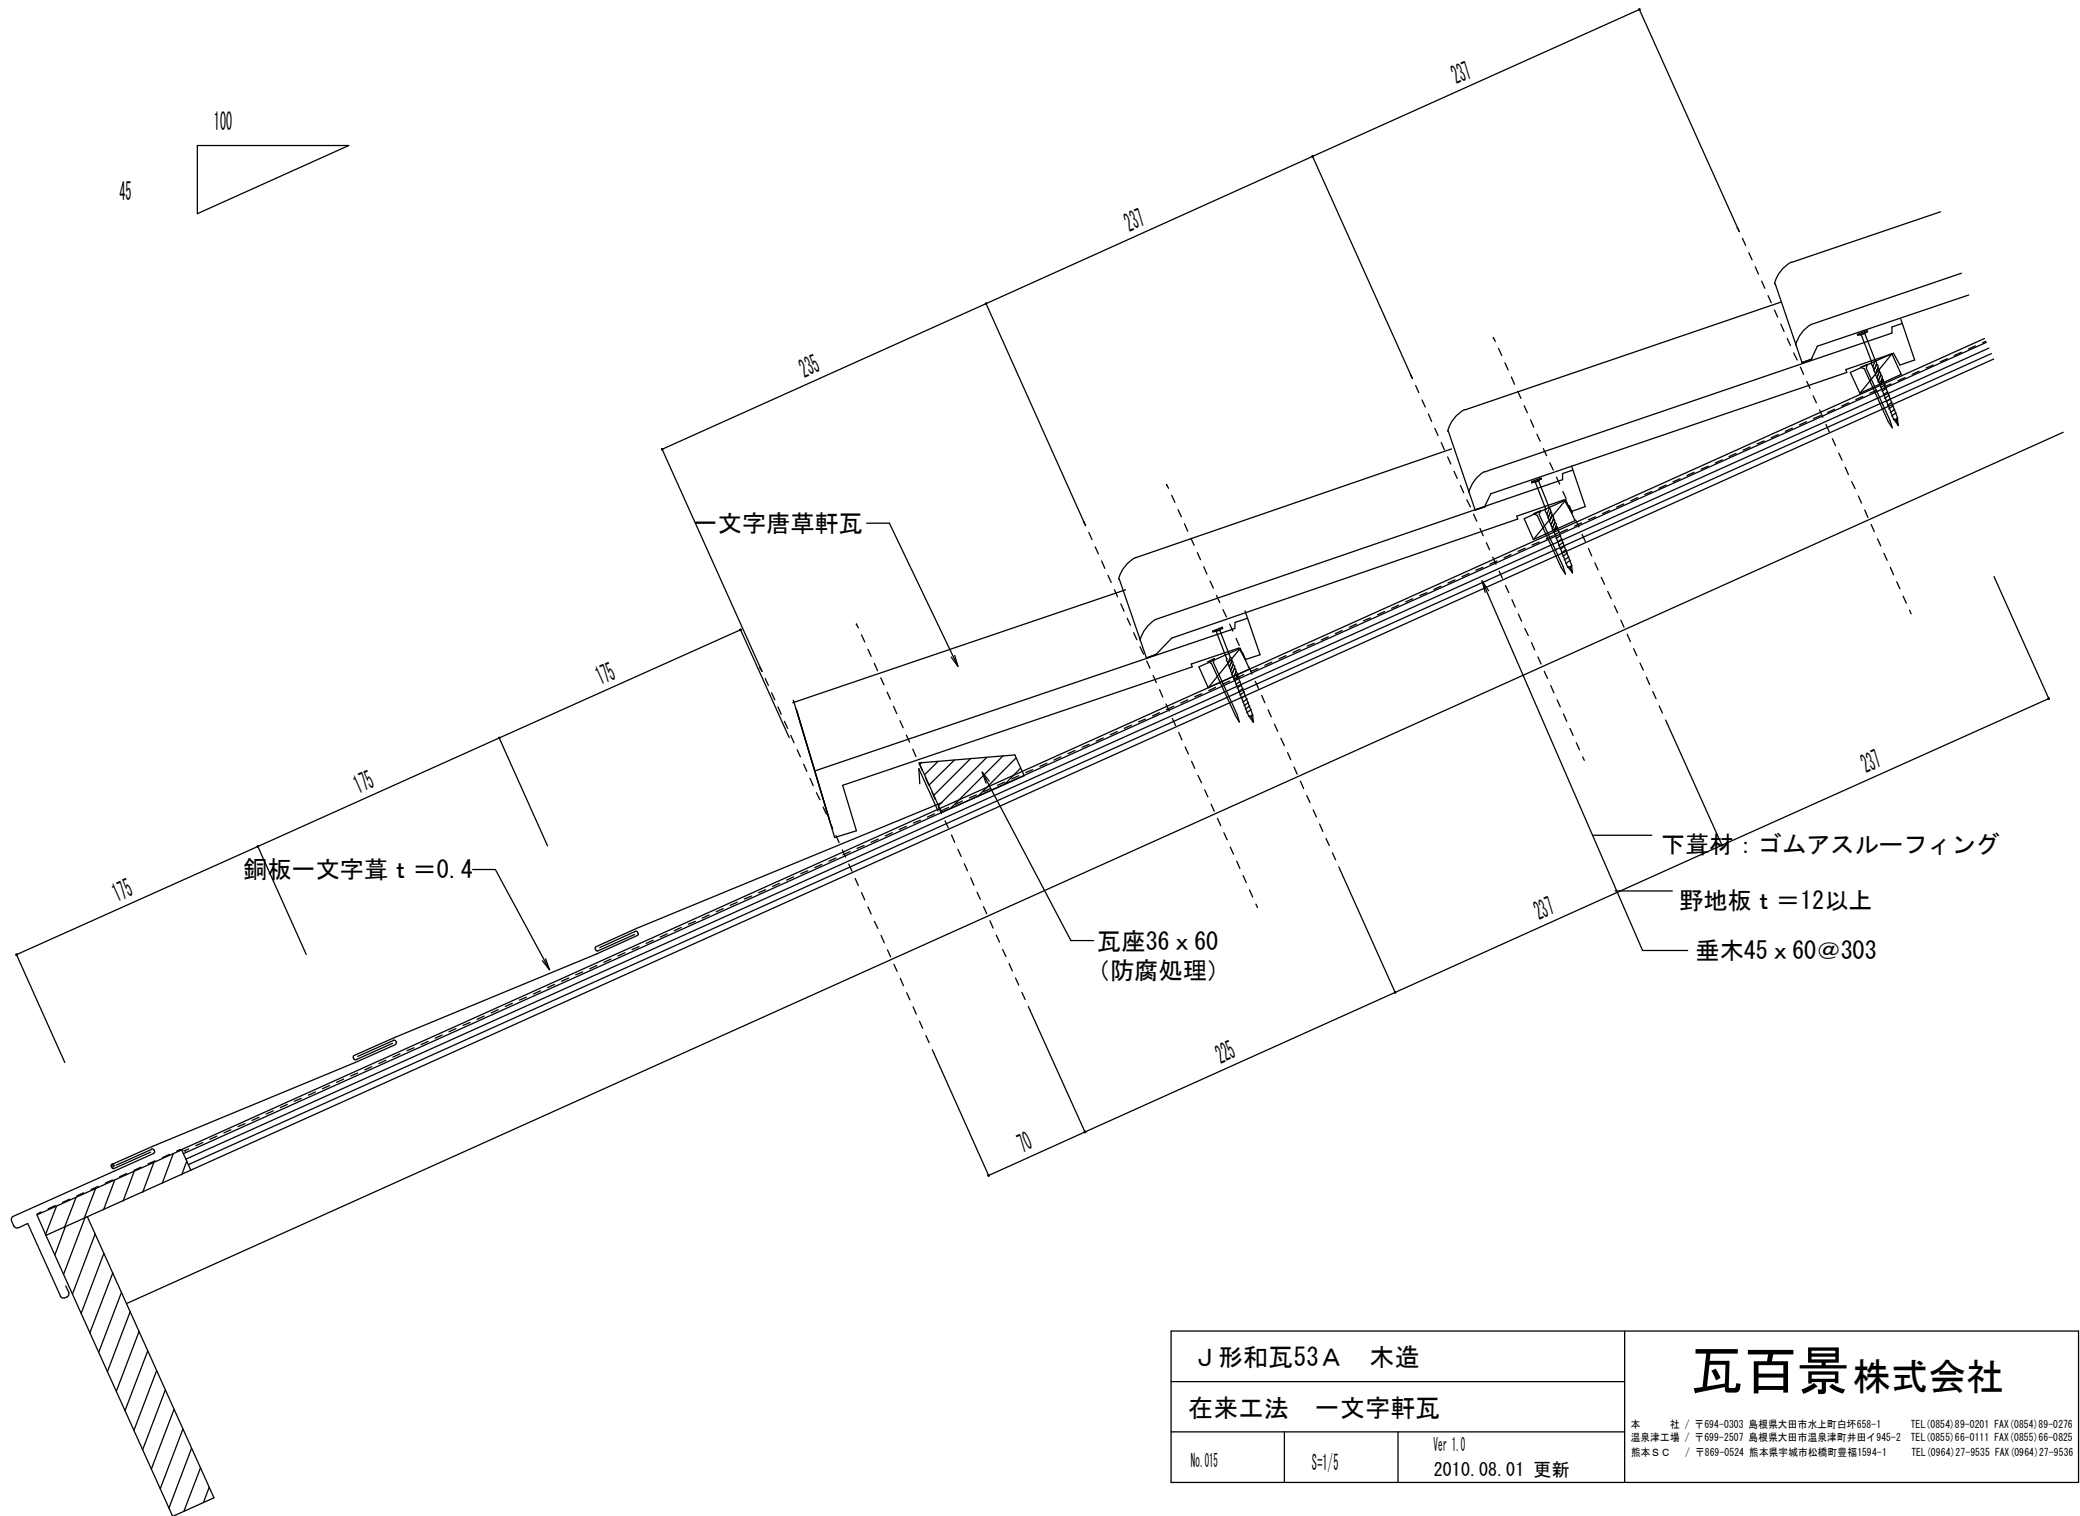 100
45
237
237
235
一文字唐草軒瓦
175
175
175
銅板一文字葺ｔ＝0.4
瓦座36ｘ60
（防腐処理）
下葺材：ゴムアスルーフィング
野地板ｔ＝12以上
垂木45ｘ60＠303
237
237
225
70
Ｊ形和瓦53Ａ　木造
在来工法　一文字軒瓦
No.015
S=1/5
Ver 1.0
2010.08.01 更新
瓦百景株式会社
本　　社 / 〒694-0303 島根県大田市水上町白坏658-1 TEL(0854)89-0201 FAX(0854)89-0276
温泉津工場 / 〒699-2507 島根県大田市温泉津町井田イ945-2 TEL(0855)66-0111 FAX(0855)66-0825
熊本ＳＣ / 〒869-0524 熊本県宇城市松橋町豊福1594-1 TEL(0964)27-9535 FAX(0964)27-9536